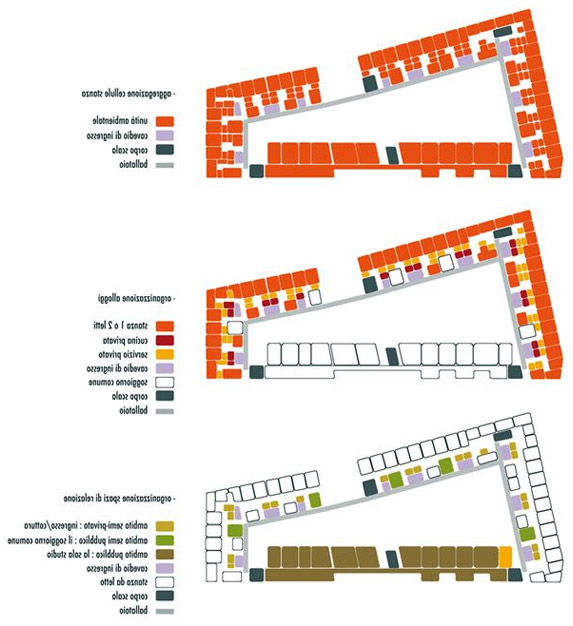 - aggregazione cellule stanza
unità ambientale
cavedio di ingresso
corpo scala
ballatoio
- organizzazione alloggi
stanza 1 o 2 letti
cucina privata
servizio privato
cavedio di ingresso
soggiorno comune
corpo scala
ballatoio
- organizzazione di spazi di relazione
ambito semi-privato : ingresso\cottura
ambito semi pubblico : il soggiorno comune
ambito pubblico : la sala studio
cavedio di ingresso
stanza da letto
corpo scala
ballatoio